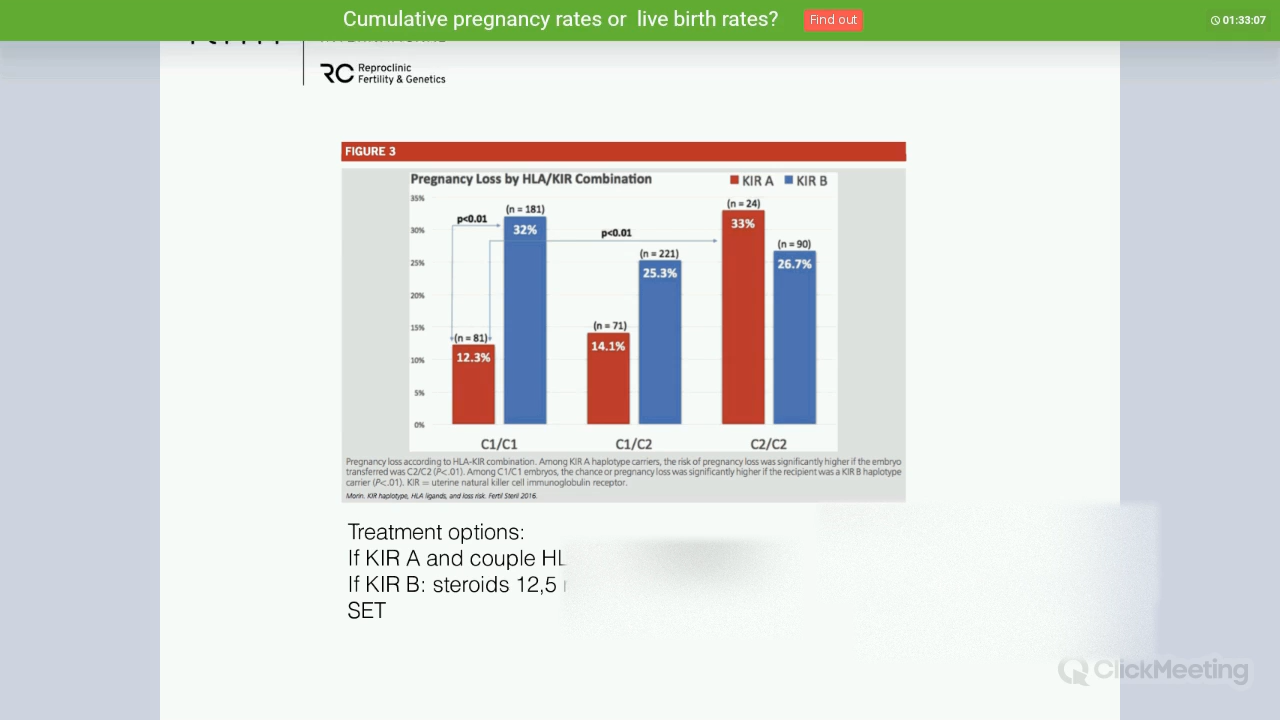 Cumulative pregnancy rates or live birth rates?
Find out
01:33:07
RC Reproclinic
Fertility & Genetics
FIGURE 3
Pregnancy Loss by HLA/KIR Combination
KIR A
KIR B
35%
30%
25%
20%
15%
10%
5%
0%
p<0.01
p<0.01
(n = 81)
12.3%
(n = 181)
32%
(n = 71)
14.1%
(n = 221)
25.3%
(n = 24)
33%
(n = 90)
26.7%
C1/C1
C1/C2
C2/C2
Pregnancy loss according to HLA-KIR combination. Among KIR A haplotype carriers, the risk of pregnancy loss was significantly higher if the embryo
transferred was C2/C2 (P<.01). Among C1/C1 embryos, the chance or pregnancy loss was significantly higher if the recipient was a KIR B haplotype
carrier (P<.01). KIR = uterine natural killer cell immunoglobulin receptor.
Morin. KIR haplotype, HLA ligands, and loss risk. Fertil Steril 2016.
Treatment options:
If KIR A and couple
If KIR B: steroids 12,5
SET
ClickMeeting